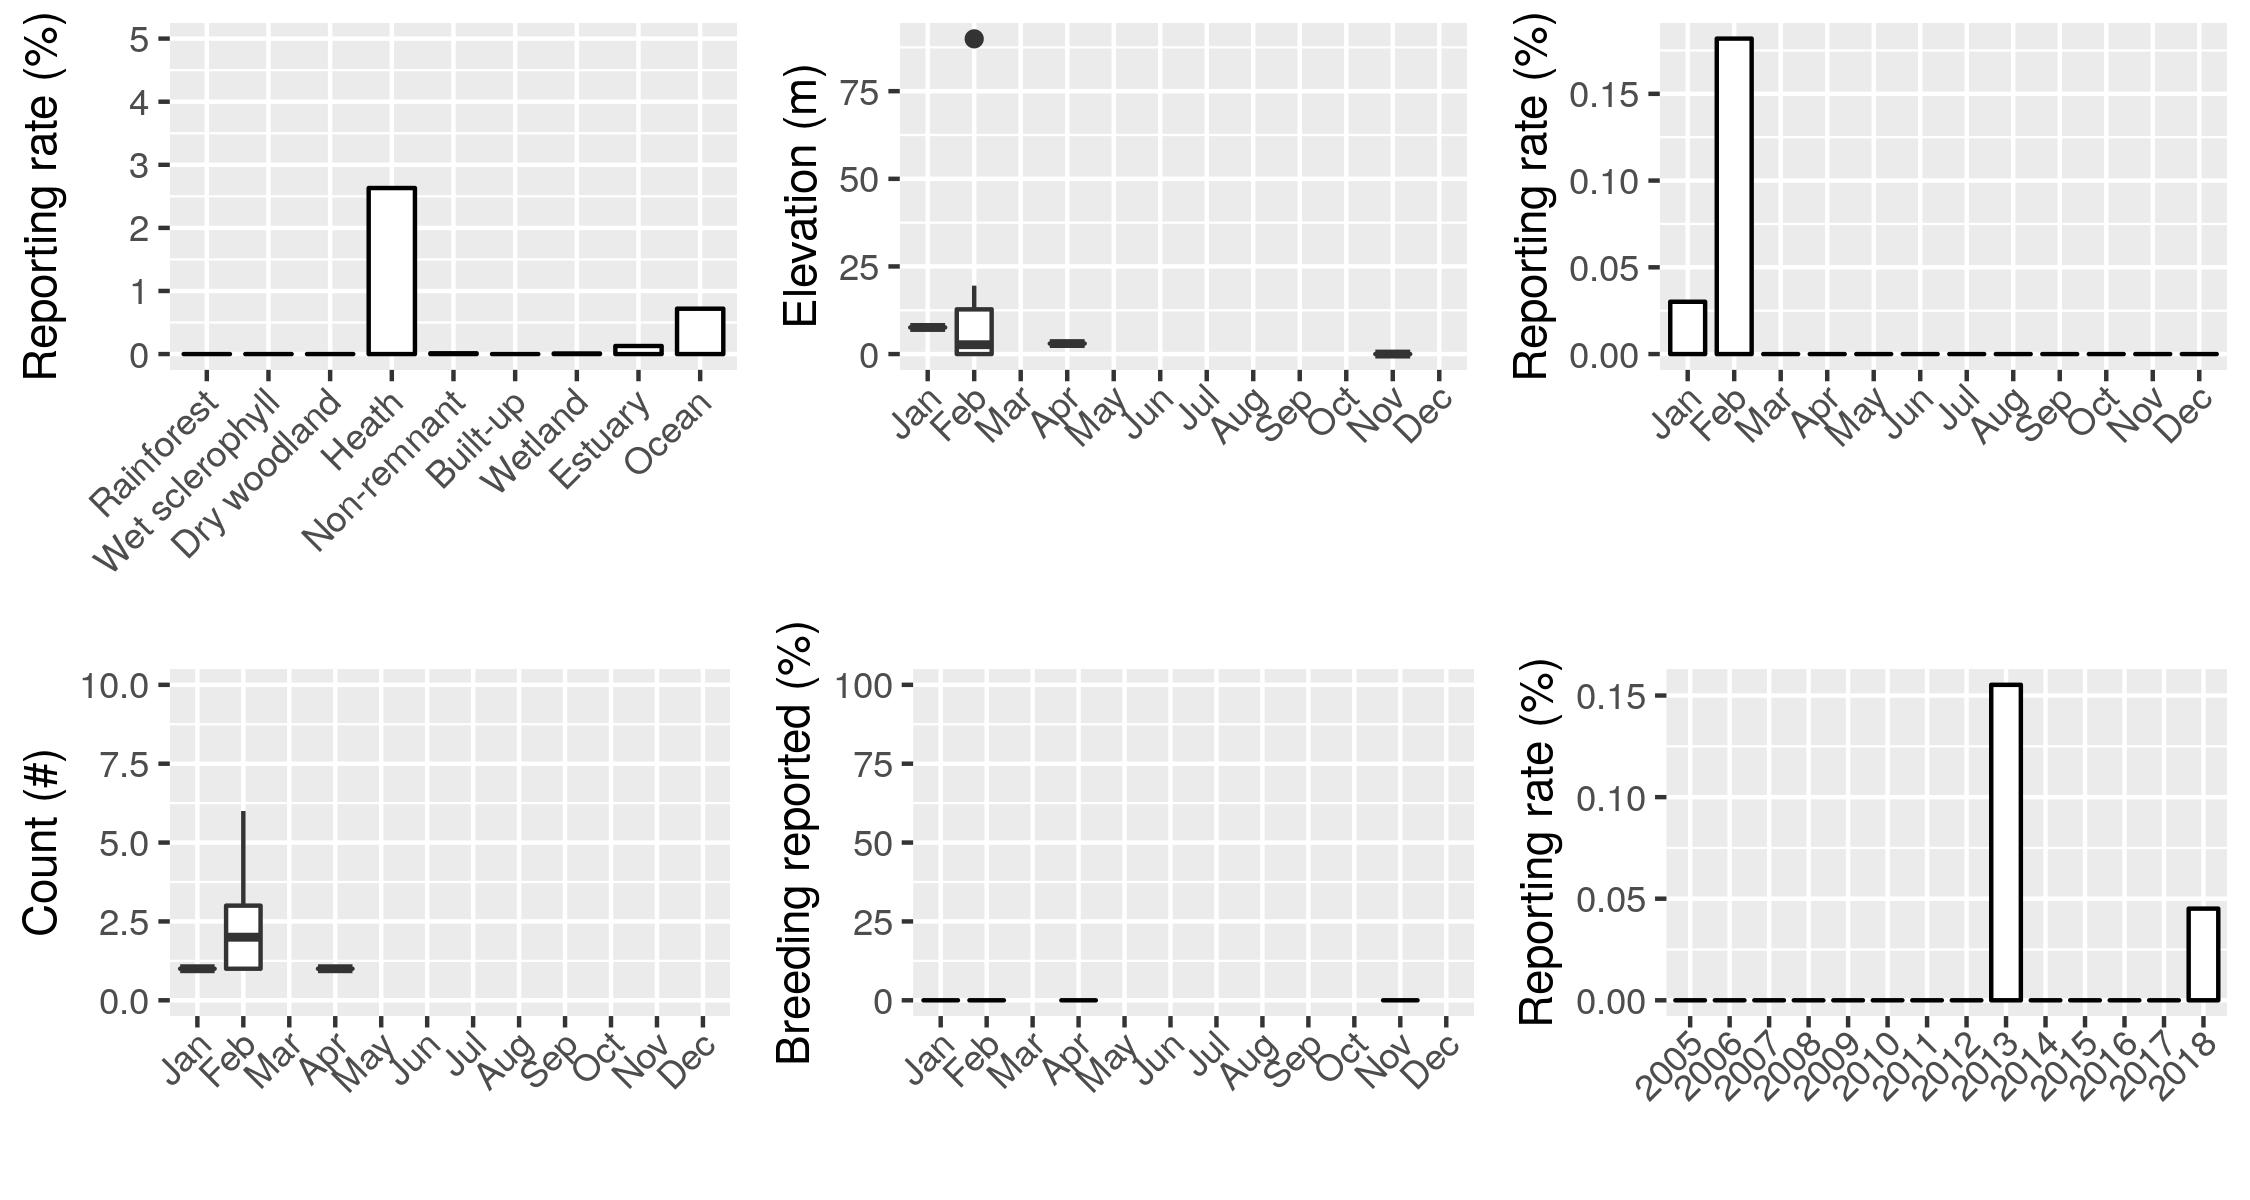 Reporting rate (%)
5
4
3
2
1
0
Rainforest
Wet sclerophyll
Dry woodland
Heath
Non-remnant
Built-up
Wetland
Estuary
Ocean
Elevation (m)
75
50
25
0
Jan Feb Mar Apr May Jun Jul Aug Sep Oct Nov Dec
Reporting rate (%)
0.15
0.10
0.05
0.00
Jan Feb Mar Apr May Jun Jul Aug Sep Oct Nov Dec
Count (#)
10.0
7.5
5.0
2.5
0.0
Jan Feb Mar Apr May Jun Jul Aug Sep Oct Nov Dec
Breeding reported (%)
100
75
50
25
0
Jan Feb Mar Apr May Jun Jul Aug Sep Oct Nov Dec
Reporting rate (%)
0.15
0.10
0.05
0.00
2005 2006 2007 2008 2009 2010 2011 2012 2013 2014 2015 2016 2017 2018